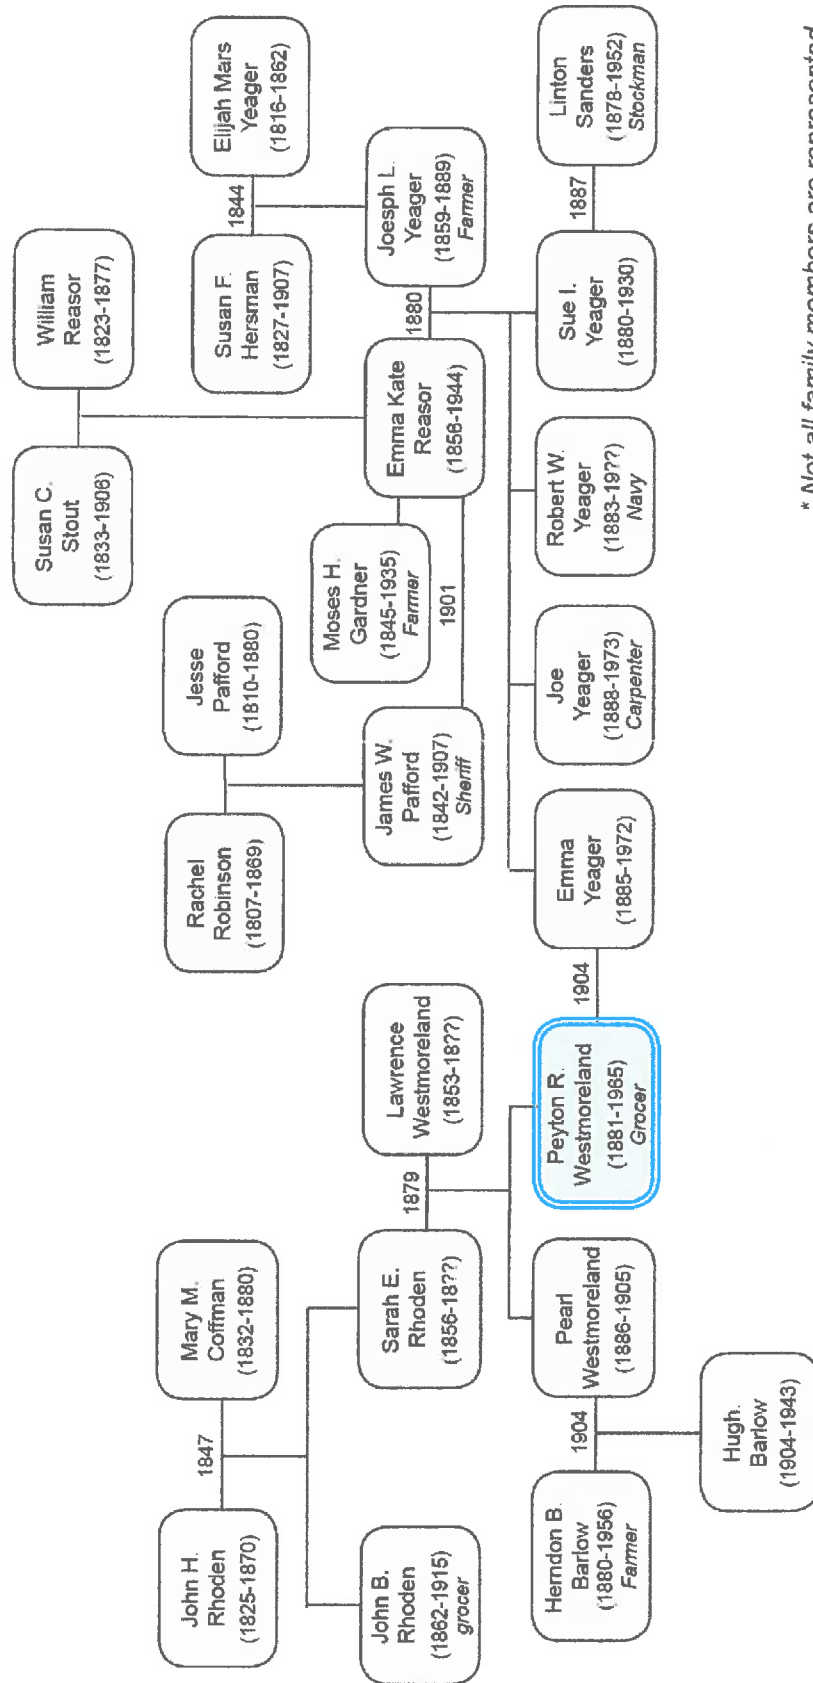 Susan C.
Stout
(1833-1906)
William
Reasor
(1823-1877)
John H.
Rhoden
(1825-1870)
1847
Mary M.
Coffman
(1832-1880)
Rachel
Robinson
(1807-1869)
Jesse
Pafford
(1810-1880)
Susan F.
Hersman
(1827-1907)
1844
Elijah Mars
Yeager
(1816-1862)
John B.
Rhoden
(1862-1915)
grocer
Sarah E.
Rhoden
(1856-18??)
1879
Lawrence
Westmoreland
(1853-18??)
James W.
Pafford
(1842-1907)
Sheriff
1901
Moses H.
Gardner
(1845-1935)
Farmer
Emma Kate
Reasor
(1856-1944)
1880
Joesph L.
Yeager
(1859-1889)
Farmer
Herndon B.
Barlow
(1880-1956)
Farmer
1904
Pearl
Westmoreland
(1886-1905)
Peyton R.
Westmoreland
(1881-1965)
Grocer
1904
Emma
Yeager
(1885-1972)
Joe
Yeager
(1888-1973)
Carpenter
Robert W.
Yeager
(1883-19??)
Navy
Sue I.
Yeager
(1880-1930)
1887
Linton
Sanders
(1878-1952)
Stockman
Hugh.
Barlow
(1904-1943)
* Not all family members are represented